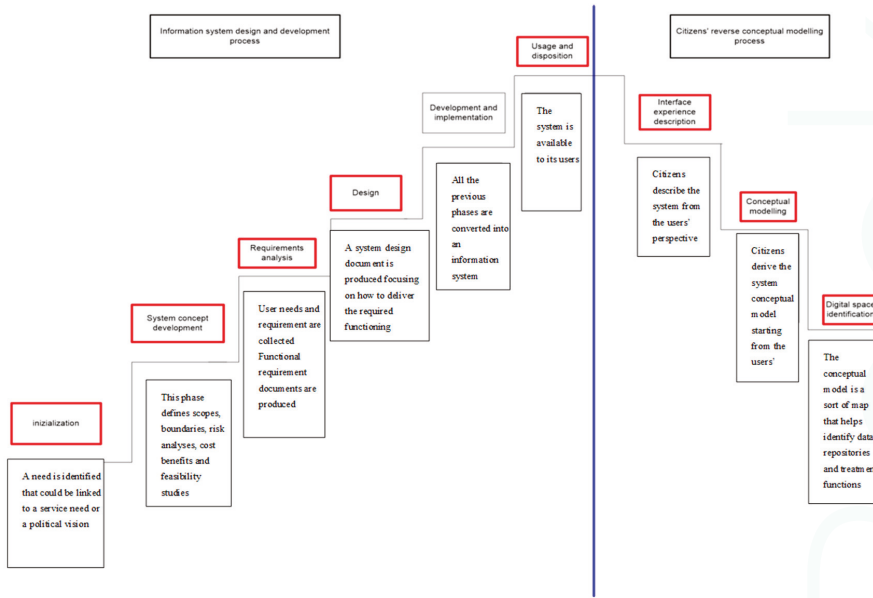 Information system design and development
process
Citizens' reverse conceptual modelling
process
inizialization
A need is identified
that could be linked
to a service need or
a political vision
System concept
development
This phase
defines scopes,
boundaries, risk
analyses, cost
benefits and
feasibility
studies
Requirements
analysis
User needs and
requirement are
collected
Functional
requirement
documents are
produced
Design
A system design
document is
produced focusing
on how to deliver
the required
functioning
Development and
implementation
All the
previous
phases are
converted into
an
information
system
Usage and
disposition
The
system is
available
to its users
Interface
experience
description
Citizens
describe the
system from
the users'
perspective
Conceptual
modelling
Citizens
derive the
system
conceptual
model
starting
from the
users'
Digital space
identification
The
conceptual
model is a
sort of map
that helps
identify data
repositories
and treatmen
functions